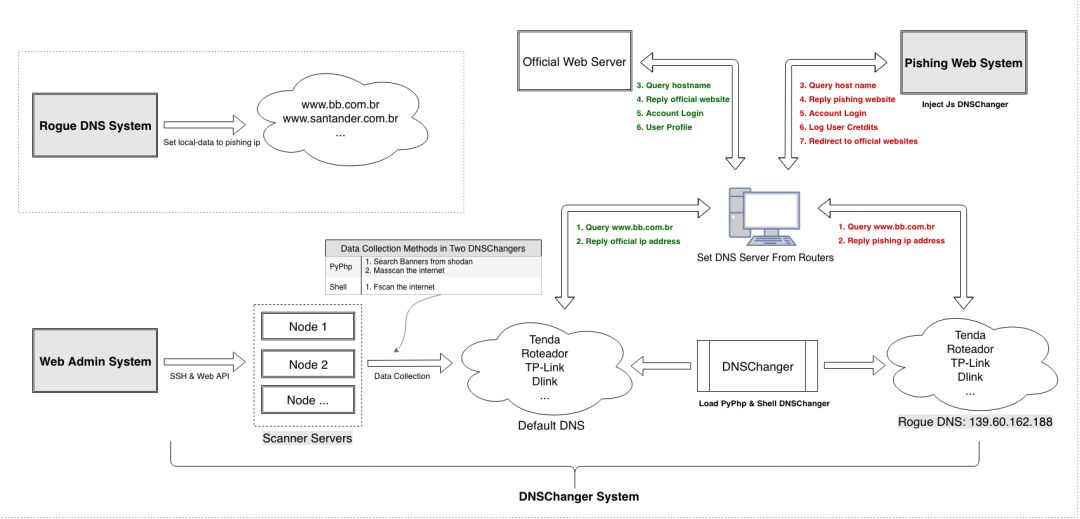 Official Web Server
Pishing Web System
Inject Js DNSChanger
3. Query hostname
4. Reply official website
5. Account Login
6. User Profile
3. Query host name
4. Reply pishing website
5. Account Login
6. Log User Cretdits
7. Redirect to official websites
Rogue DNS System
Set local-data to pishing ip
www.bb.com.br
www.santander.com.br
...
1. Query www.bb.com.br
2. Reply official ip address
Set DNS Server From Routers
1. Query www.bb.com.br
2. Reply pishing ip address
Data Collection Methods in Two DNSChangers
PyPhp
1. Search Banners from shodan
2. Masscan the internet
Shell
1. Fscan the internet
Web Admin System
SSH & Web API
Node 1
Node 2
Node ...
Scanner Servers
Data Collection
Tenda
Roteador
TP-Link
Dlink
...
Default DNS
DNSChanger
Load PyPhp & Shell DNSChanger
Tenda
Roteador
TP-Link
Dlink
...
Rogue DNS: 139.60.162.188
DNSChanger System